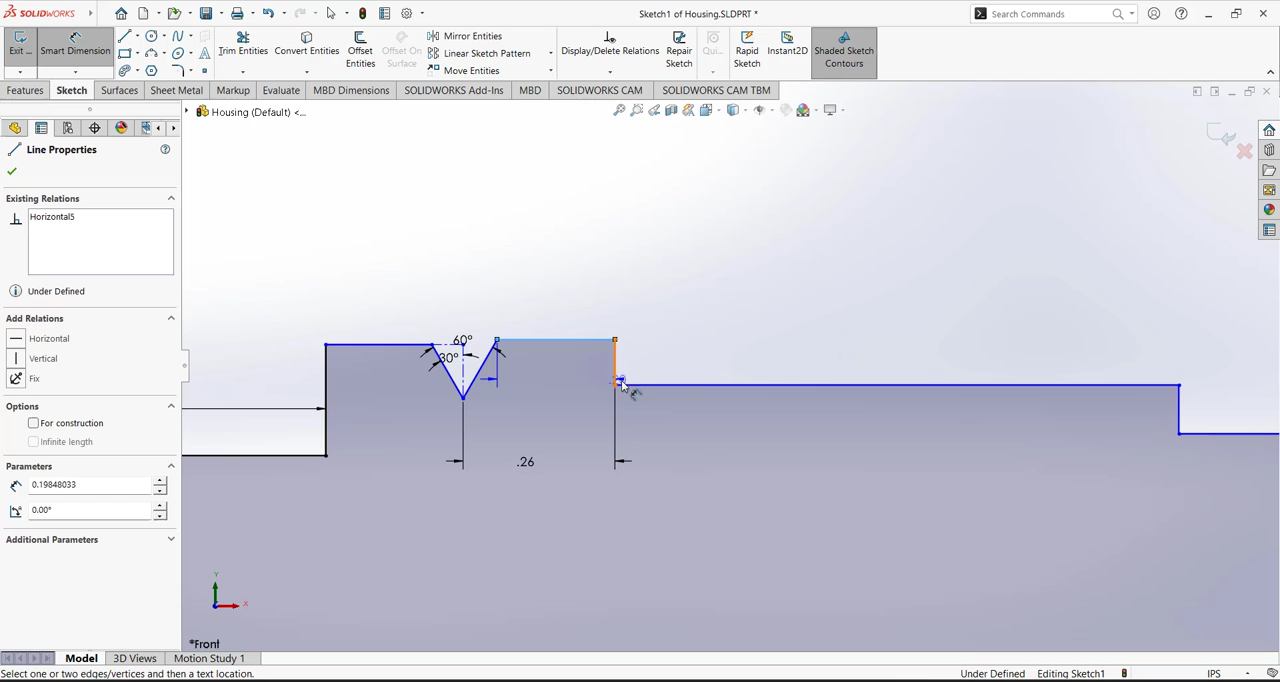 SOLIDWORKS
Sketch1 of Housing.SLDPRT *
Search Commands
Exit ...
Smart Dimension
Trim Entities
Convert Entities
Offset Entities
Offset On Surface
Mirror Entities
Linear Sketch Pattern
Move Entities
Display/Delete Relations
Repair Sketch
Qui...
Rapid Sketch
Instant2D
Shaded Sketch Contours
Features
Sketch
Surfaces
Sheet Metal
Markup
Evaluate
MBD Dimensions
SOLIDWORKS Add-Ins
MBD
SOLIDWORKS CAM
SOLIDWORKS CAM TBM
Housing (Default) <...
Line Properties
Existing Relations
Horizontal5
Under Defined
Add Relations
Horizontal
Vertical
Fix
Options
For construction
Infinite length
Parameters
0.19848033
0.00°
Additional Parameters
60°
30°
.26
Y
X
*Front
Model
3D Views
Motion Study 1
Select one or two edges/vertices and then a text location.
Under Defined
Editing Sketch1
IPS